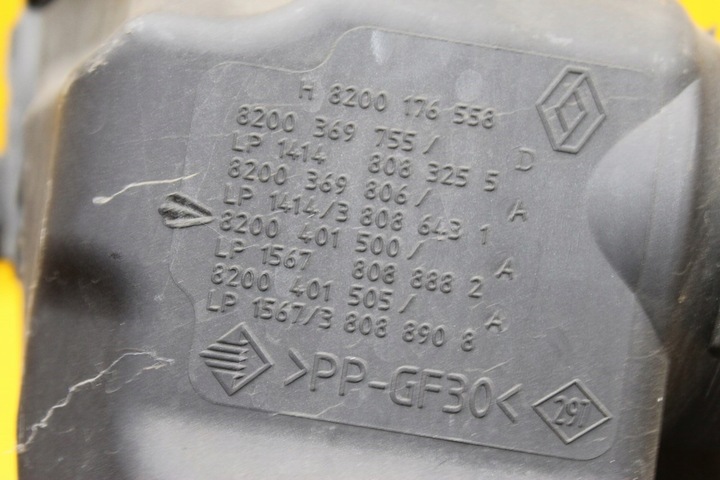 H 8200 176 558
8200 369 755/ D
LP 1414 808 325 5
8200 369 806/ A
LP 1414/3 808 643 1
8200 401 500/ A
LP 1567 808 888 2
8200 401 505/ A
LP 1567/3 808 890 8
>PP-GF30< 297